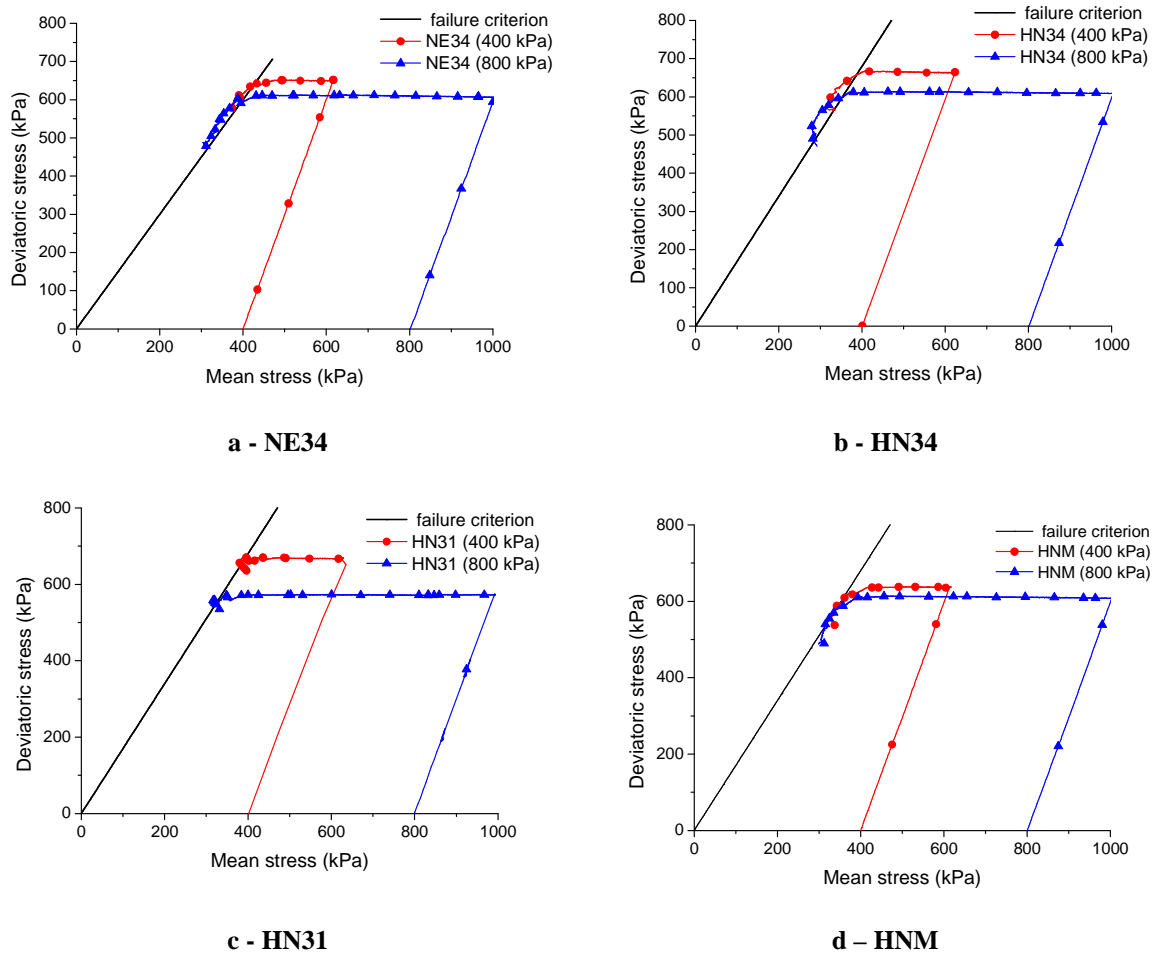 failure criterion
NE34 (400 kPa)
NE34 (800 kPa)
Deviatoric stress (kPa)
800
700
600
500
400
300
200
100
0
0 200 400 600 800 1000
Mean stress (kPa)
a - NE34
failure criterion
HN34 (400 kPa)
HN34 (800 kPa)
Deviatoric stress (kPa)
800
700
600
500
400
300
200
100
0
0 200 400 600 800 1000
Mean stress (kPa)
b - HN34
failure criterion
HN31 (400 kPa)
HN31 (800 kPa)
Deviatoric stress (kPa)
800
600
400
200
0
0 200 400 600 800 1000
Mean stress (kPa)
c - HN31
failure criterion
HNM (400 kPa)
HNM (800 kPa)
Deviatoric stress (kPa)
800
600
400
200
0
0 200 400 600 800 1000
Mean stress (kPa)
d – HNM